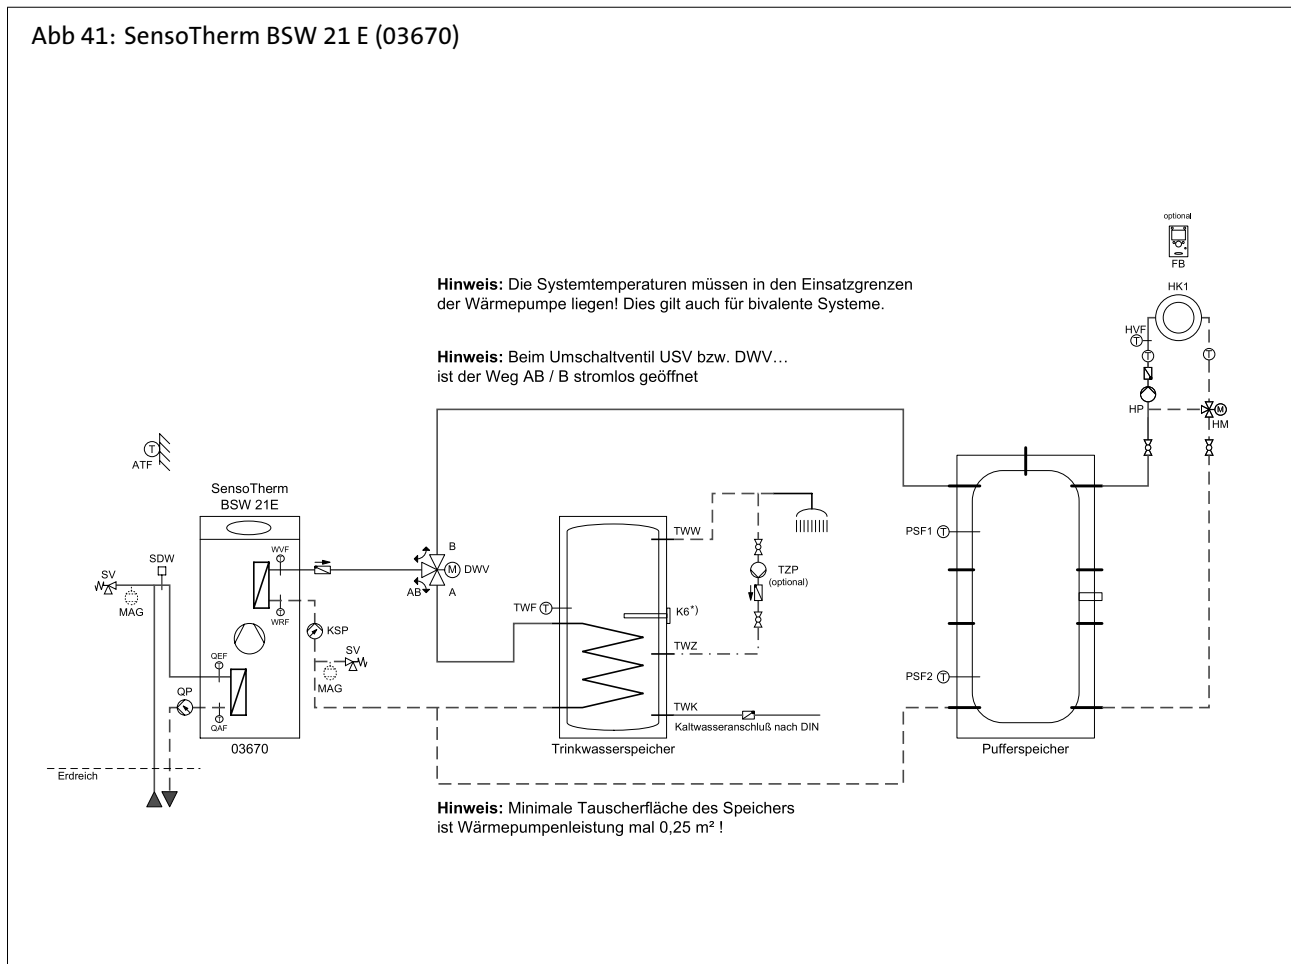 Abb 41: SensoTherm BSW 21 E (03670)
optional
FB
HK1
Hinweis: Die Systemtemperaturen müssen in den Einsatzgrenzen
der Wärmepumpe liegen! Dies gilt auch für bivalente Systeme.
HVF
T
T
T
Hinweis: Beim Umschaltventil USV bzw. DWV…
ist der Weg AB / B stromlos geöffnet
HP
M
HM
T
ATF
SensoTherm
BSW 21E
TWW
PSF1 T
B
SDW
WVF
T
M DWV
TZP
(optional)
SV
AB
A
MAG
TWF T
K6*)
T
WRF
KSP
TWZ
SV
QEF
T
MAG
PSF2 T
QP
TWK
T
QAF
Kaltwasseranschluß nach DIN
03670
Trinkwasserspeicher
Pufferspeicher
Erdreich
Hinweis: Minimale Tauscherfläche des Speichers
ist Wärmepumpenleistung mal 0,25 m² !